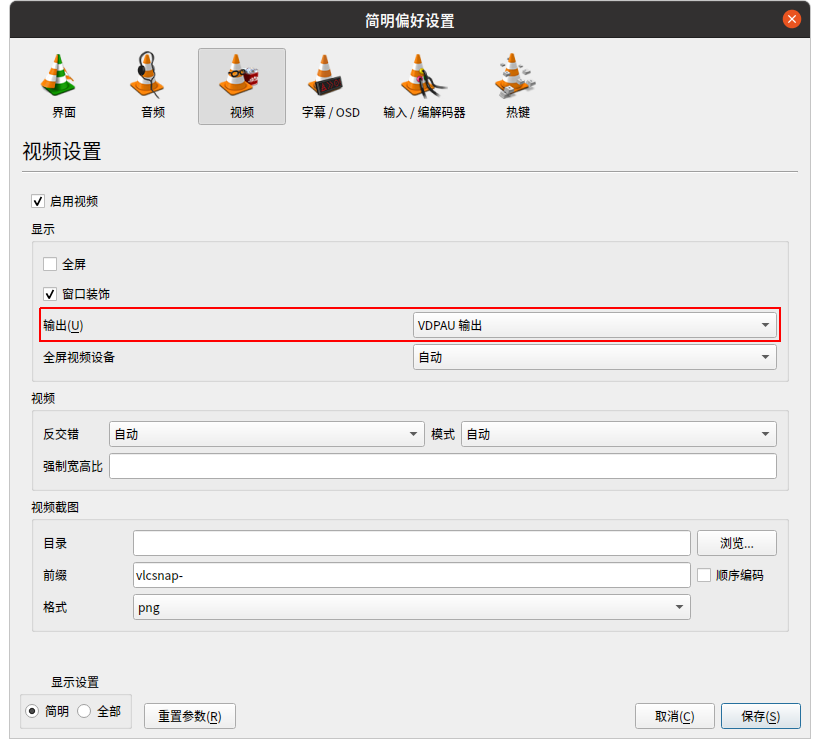 简明偏好设置
界面 音频 视频 字幕 / OSD 输入 / 编解码器 热键
视频设置
启用视频
显示
全屏
窗口装饰
输出(U) VDPAU 输出
全屏视频设备 自动
视频
反交错 自动 模式 自动
强制宽高比
视频截图
目录 浏览...
前缀 vlcsnap- 顺序编码
格式 png
显示设置
简明 全部 重置参数(R) 取消(C) 保存(S)